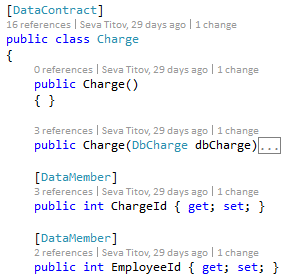 [DataContract]
16 references | Seva Titov, 29 days ago | 1 change
public class Charge
{
0 references | Seva Titov, 29 days ago | 1 change
public Charge()
{ }
3 references | Seva Titov, 29 days ago | 1 change
public Charge(DbCharge dbCharge)...
[DataMember]
3 references | Seva Titov, 29 days ago | 1 change
public int ChargeId { get; set; }
[DataMember]
2 references | Seva Titov, 29 days ago | 1 change
public int EmployeeId { get; set; }